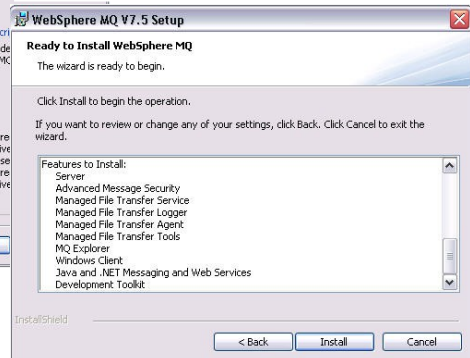 WebSphere MQ V7.5 Setup
Ready to Install WebSphere MQ
The wizard is ready to begin.
Click Install to begin the operation.
If you want to review or change any of your settings, click Back. Click Cancel to exit the
wizard.
Features to Install:
Server
Advanced Message Security
Managed File Transfer Service
Managed File Transfer Logger
Managed File Transfer Agent
Managed File Transfer Tools
MQ Explorer
Windows Client
Java and .NET Messaging and Web Services
Development Toolkit
InstallShield
< Back
Install
Cancel